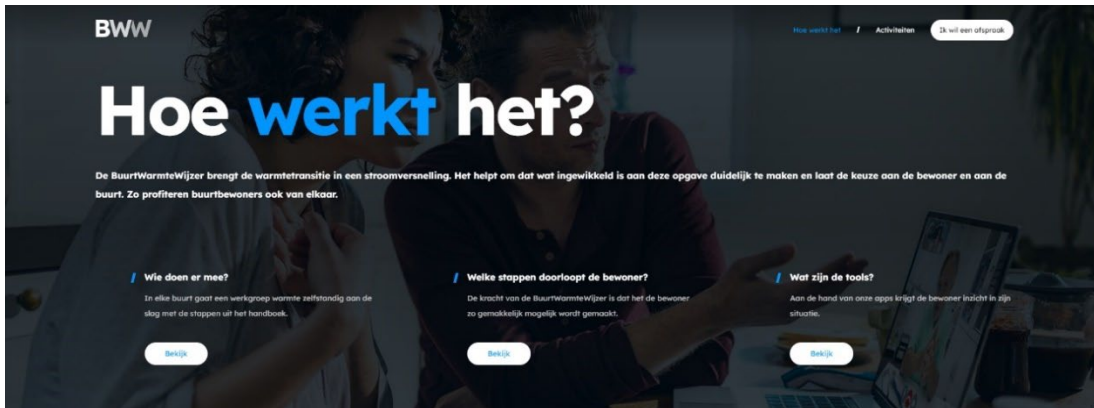 BWW
Hoe werkt het / Activiteiten Ik wil een afspraak
Hoe werkt het?
De BuurtWarmteWijzer brengt de warmtetransitie in een stroomversnelling. Het helpt om dat wat ingewikkeld is aan deze opgave duidelijk te maken en laat de keuze aan de bewoner en aan de
buurt. Zo profiteren buurtbewoners ook van elkaar.
/ Wie doen er mee?
In elke buurt gaat een werkgroep warmte zelfstandig aan de
slag met de stappen uit het handboek.
Bekijk
/ Welke stappen doorloopt de bewoner?
De kracht van de BuurtWarmteWijzer is dat het de bewoner
zo gemakkelijk mogelijk wordt gemaakt.
Bekijk
/ Wat zijn de tools?
Aan de hand van onze apps krijgt de bewoner inzicht in zijn
situatie.
Bekijk